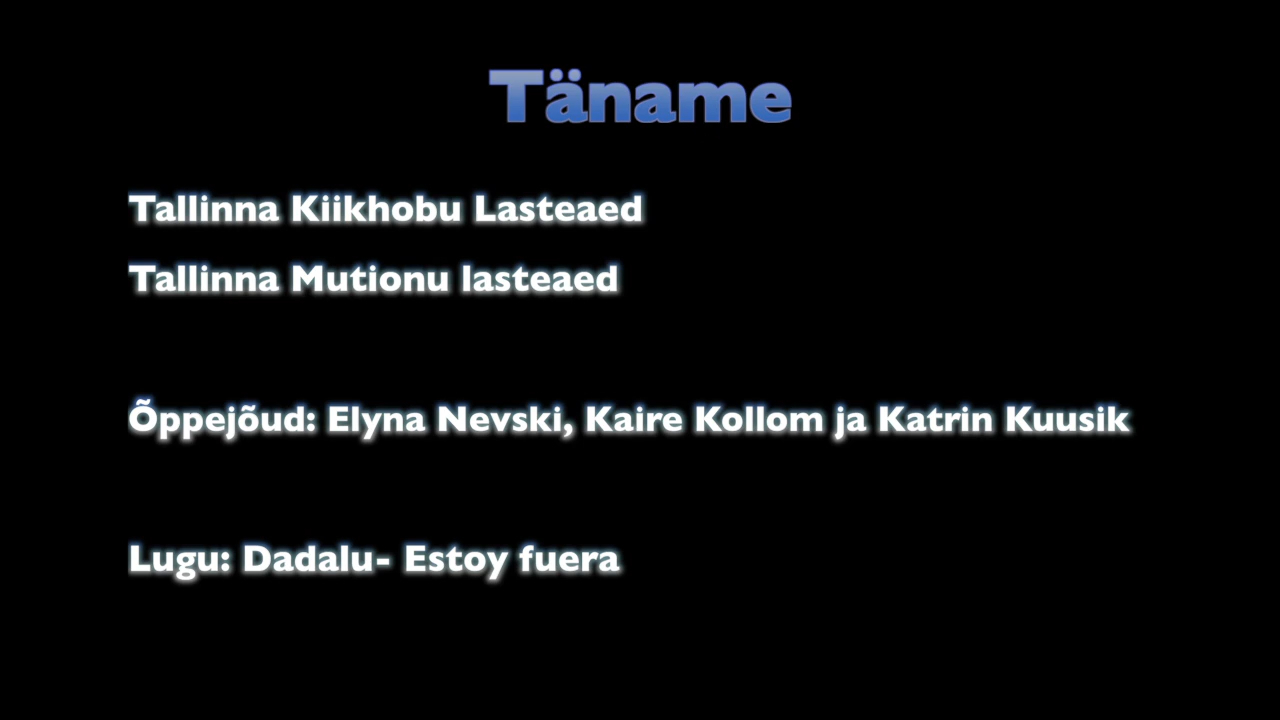 Täname
Tallinna Kiikhobu Lasteaed
Tallinna Mutionu lasteaed
Õppejõud: Elyna Nevski, Kaire Kollom ja Katrin Kuusik
Lugu: Dadalu- Estoy fuera